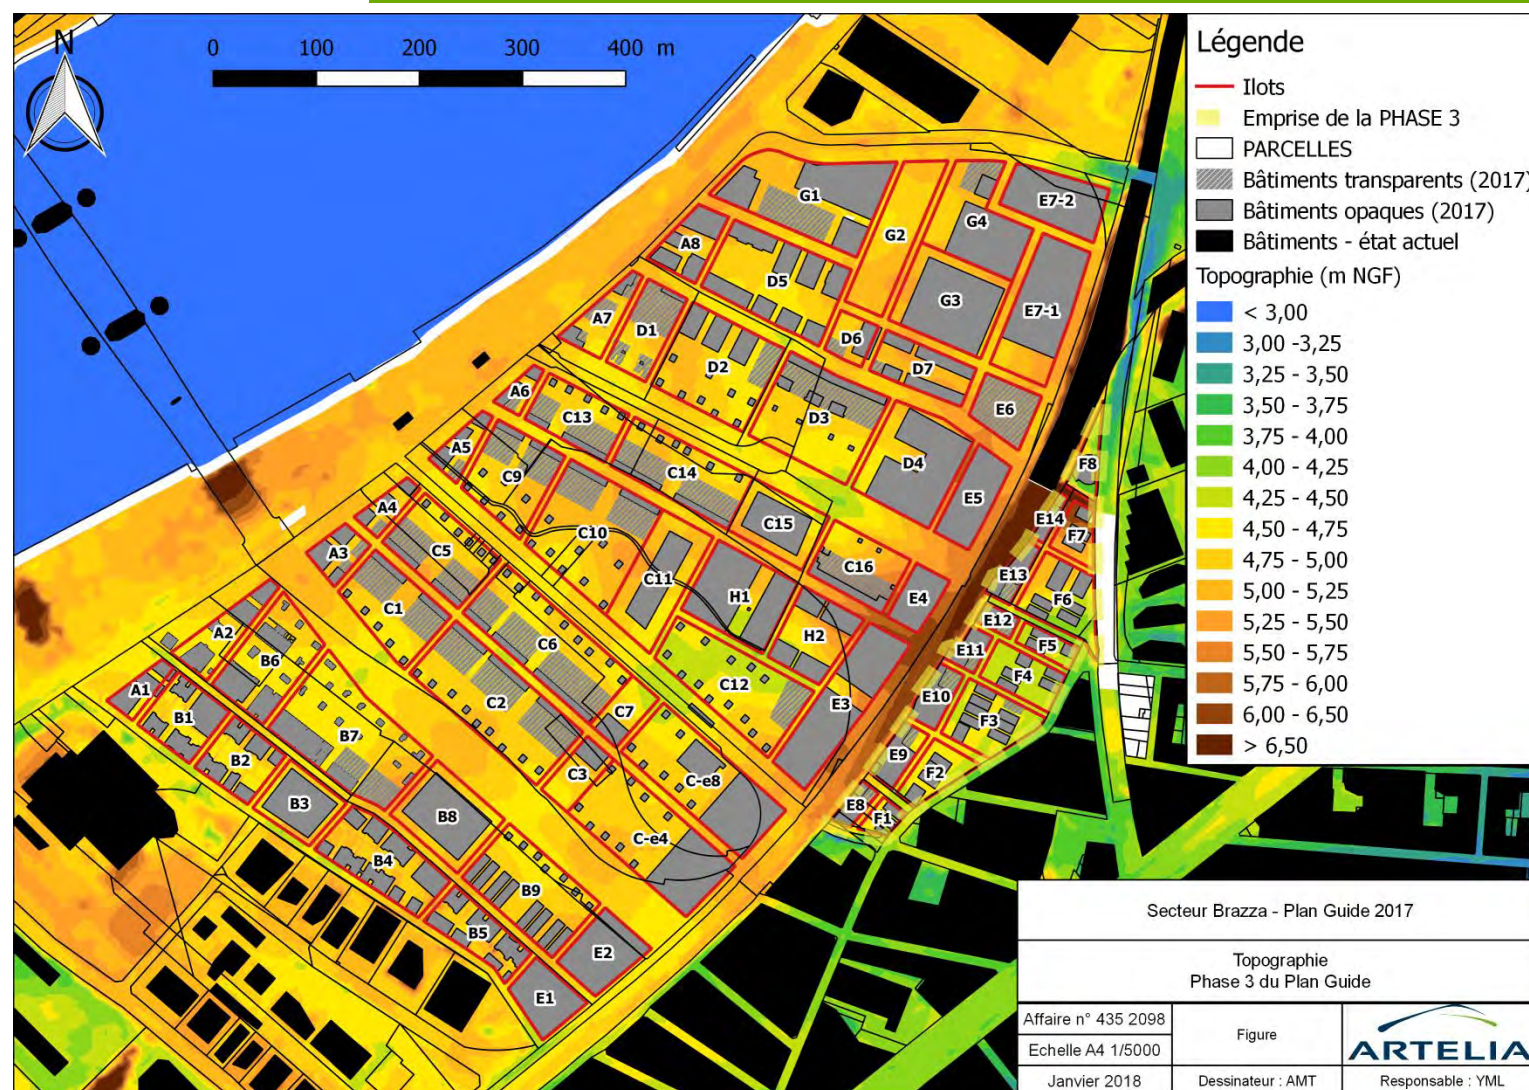 N
0 100 200 300 400 m
Légende
Ilots
Emprise de la PHASE 3
PARCELLES
Bâtiments transparents (2017)
Bâtiments opaques (2017)
Bâtiments - état actuel
Topographie (m NGF)
< 3,00
3,00 -3,25
3,25 - 3,50
3,50 - 3,75
3,75 - 4,00
4,00 - 4,25
4,25 - 4,50
4,50 - 4,75
4,75 - 5,00
5,00 - 5,25
5,25 - 5,50
5,50 - 5,75
5,75 - 6,00
6,00 - 6,50
> 6,50
G1
E7-2
G4
G2
A8
D5
G3
E7-1
A7
D1
D6
D2
D7
A6
C13
D3
E6
A5
C9
C14
D4
F8
E5
A4
C10
C15
E14
F7
A3
C5
C16
E13
C11
H1
E4
F6
C1
E12
A2
H2
F5
B6
C6
E11
F4
C12
A1
C2
E3
E10
B1
B7
C7
F3
B2
C3
C-e8
E9
F2
B3
B8
E8
F1
C-e4
B4
B9
B5
E2
E1
Secteur Brazza - Plan Guide 2017
Topographie
Phase 3 du Plan Guide
Affaire n° 435 2098
Figure
Echelle A4 1/5000
ARTELIA
Janvier 2018
Dessinateur : AMT
Responsable : YML